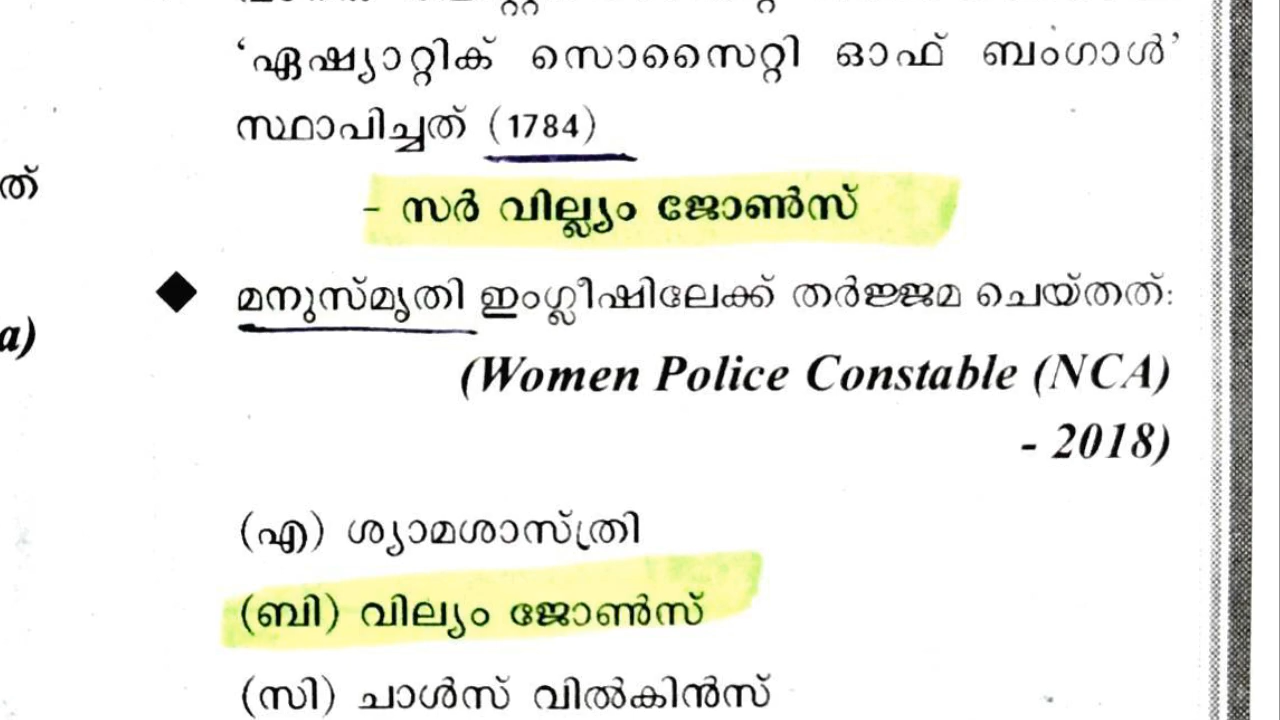 ‘ഏഷ്യാറ്റിക് സൊസൈറ്റി ഓഫ് ബംഗാൾ’
സ്ഥാപിച്ചത് (1784)
- സർ വില്ല്യം ജോൺസ്
ത്
◆ മനുസ്മൃതി ഇംഗ്ലീഷിലേക്ക് തർജ്ജമ ചെയ്തത്:
a)
(Women Police Constable (NCA)
- 2018)
(എ) ശ്യാമശാസ്ത്രി
(ബി) വില്യം ജോൺസ്
(സി) ചാൾസ് വിൽകിൻസ്